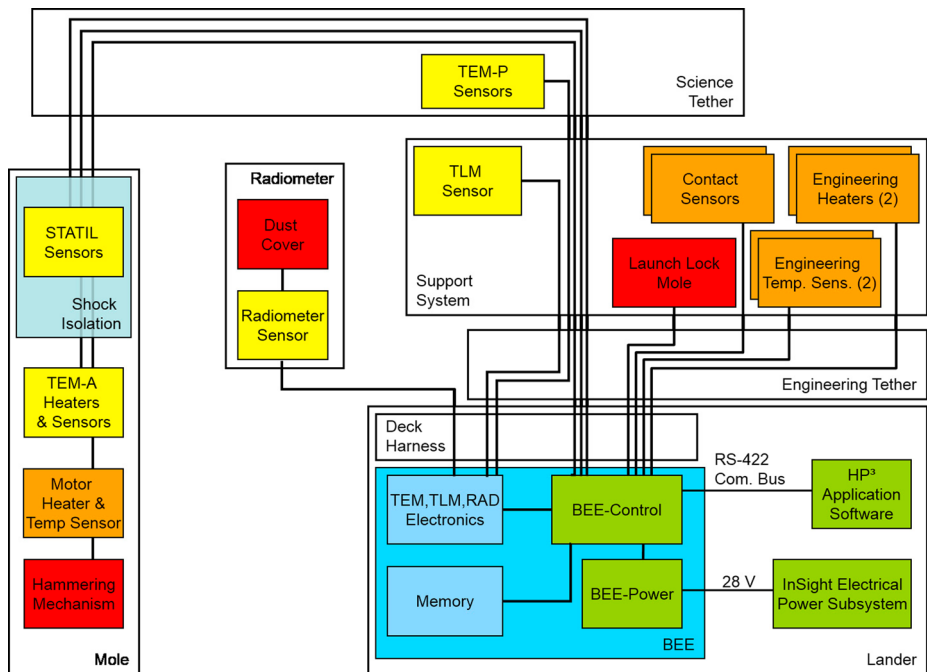 TEM-P
Sensors
Science
Tether
Radiometer
Dust
Cover
Radiometer
Sensor
TLM
Sensor
Contact
Sensors
Engineering
Heaters (2)
Launch Lock
Mole
Engineering
Temp. Sens. (2)
Support
System
STATIL
Sensors
Shock
Isolation
TEM-A
Heaters
& Sensors
Motor
Heater &
Temp Sensor
Hammering
Mechanism
Mole
Engineering Tether
Deck
Harness
TEM,TLM,RAD
Electronics
BEE-Control
RS-422
Com. Bus
HP³
Application
Software
Memory
BEE-Power
28 V
InSight Electrical
Power Subsystem
BEE
Lander